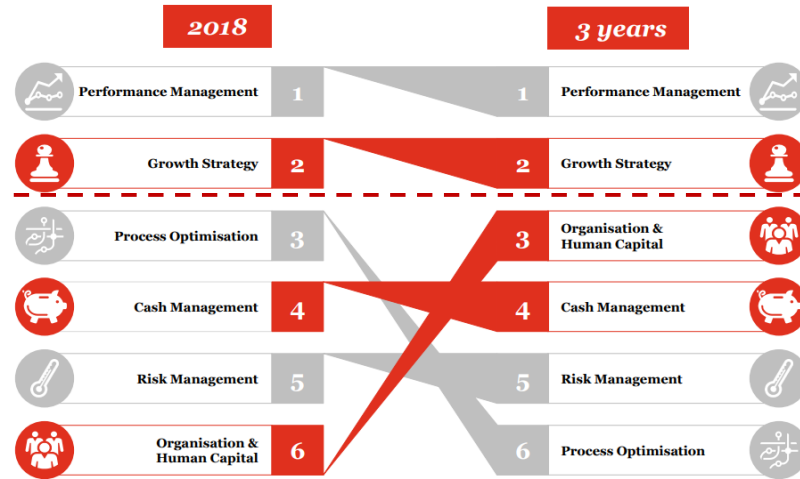 2018
3 years
Performance Management 1
1 Performance Management
Growth Strategy 2
2 Growth Strategy
Process Optimisation 3
3 Organisation &
Human Capital
Cash Management 4
4 Cash Management
Risk Management 5
5 Risk Management
Organisation &
Human Capital 6
6 Process Optimisation